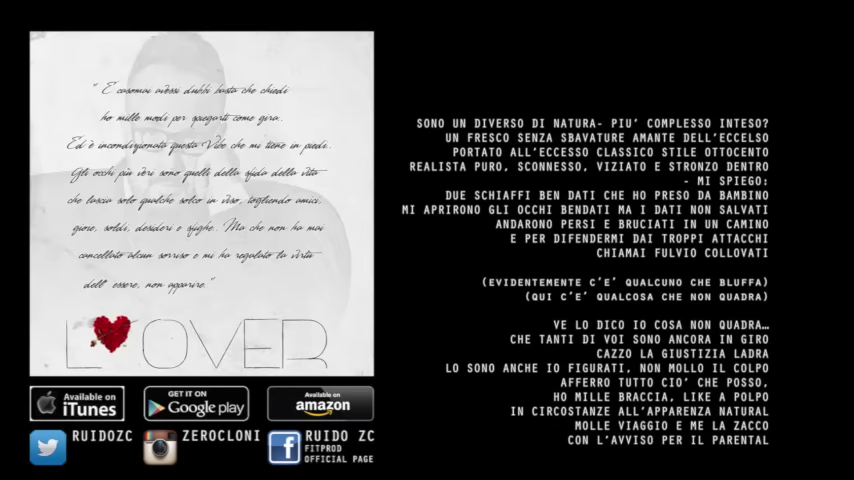 “ E casomai avessi dubbi basta che chiedi
ho mille modi per spiegarti come gira.
Ed è incondizionata questa Vibe che mi tiene in piedi.
Gli occhi più veri sono quelli della sfida della vita
che lascia solo qualche solco in viso, togliendo amici,
gioie, soldi, desideri e sfighe. Ma che non ha mai
cancellato alcun sorriso e mi ha regalato la virtù
dell' essere, non apparire.”
L OVER
Available on
iTunes
GET IT ON
Google play
Available on
amazon
RUIDOZC
ZEROCLONI
RUIDO ZC
FITPROD
OFFICIAL PAGE
SONO UN DIVERSO DI NATURA- PIU' COMPLESSO INTESO?
UN FRESCO SENZA SBAVATURE AMANTE DELL'ECCELSO
PORTATO ALL'ECCESSO CLASSICO STILE OTTOCENTO
REALISTA PURO, SCONNESSO, VIZIATO E STRONZO DENTRO
- MI SPIEGO:
DUE SCHIAFFI BEN DATI CHE HO PRESO DA BAMBINO
MI APRIRONO GLI OCCHI BENDATI MA I DATI NON SALVATI
ANDARONO PERSI E BRUCIATI IN UN CAMINO
E PER DIFENDERMI DAI TROPPI ATTACCHI
CHIAMAI FULVIO COLLOVATI
(EVIDENTEMENTE C'E' QUALCUNO CHE BLUFFA)
(QUI C'E' QUALCOSA CHE NON QUADRA)
VE LO DICO IO COSA NON QUADRA…
CHE TANTI DI VOI SONO ANCORA IN GIRO
CAZZO LA GIUSTIZIA LADRA
LO SONO ANCHE IO FIGURATI, NON MOLLO IL COLPO
AFFERRO TUTTO CIO' CHE POSSO,
HO MILLE BRACCIA, LIKE A POLPO
IN CIRCOSTANZE ALL'APPARENZA NATURAL
MOLLE VIAGGIO E ME LA ZACCO
CON L'AVVISO PER IL PARENTAL